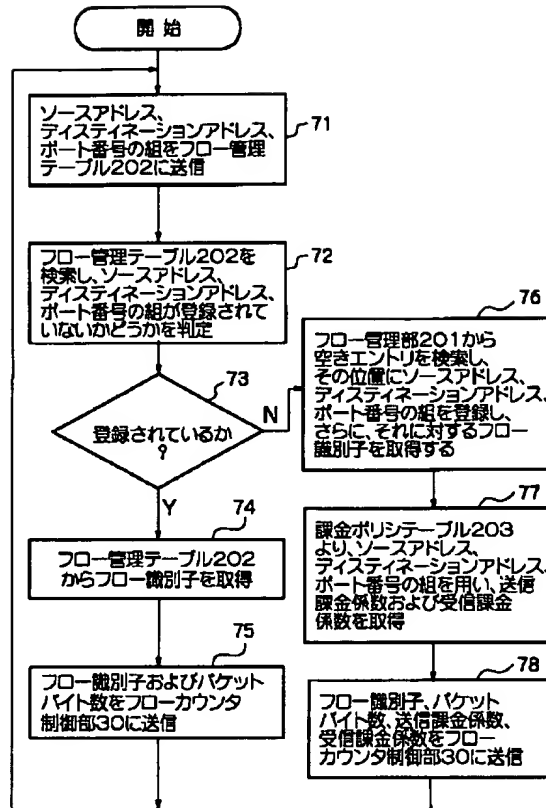 開 始
ソースアドレス、
ディスティネーションアドレス、
ポート番号の組をフロー管理
テーブル202に送信
71
フロー管理テーブル202を
検索し、ソースアドレス、
ディスティネーションアドレス、
ポート番号の組が登録されて
いないかどうかを判定
72
登録されているか
?
73
N
Y
フロー管理テーブル202
からフロー識別子を取得
74
フロー識別子およびパケット
バイト数をフローカウンタ
制御部30に送信
75
フロー管理部201から
空きエントリを検索し、
その位置にソースアドレス、
ディスティネーションアドレス、
ポート番号の組を登録し、
さらに、それに対するフロー
識別子を取得する
76
課金ポリシテーブル203
より、ソースアドレス、
ディスティネーションアドレス、
ポート番号の組を用い、送信
課金係数および受信課金
係数を取得
77
フロー識別子、パケット
バイト数、送信課金係数、
受信課金係数をフロー
カウンタ制御部30に送信
78